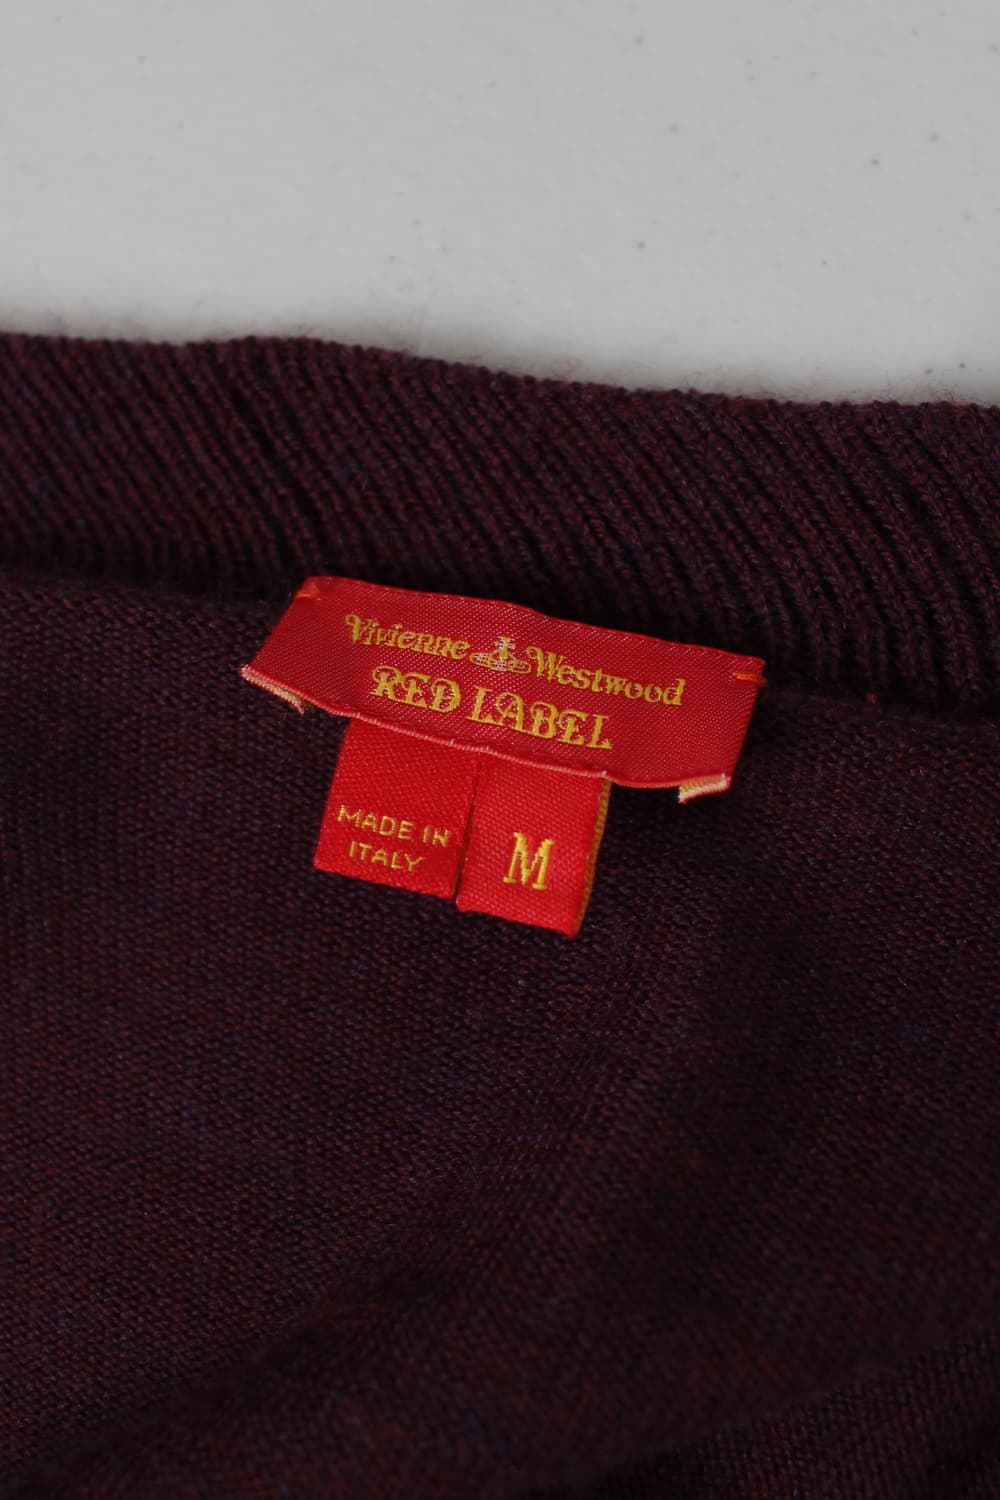 Vivienne Westwood
RED LABEL
MADE IN
ITALY
M